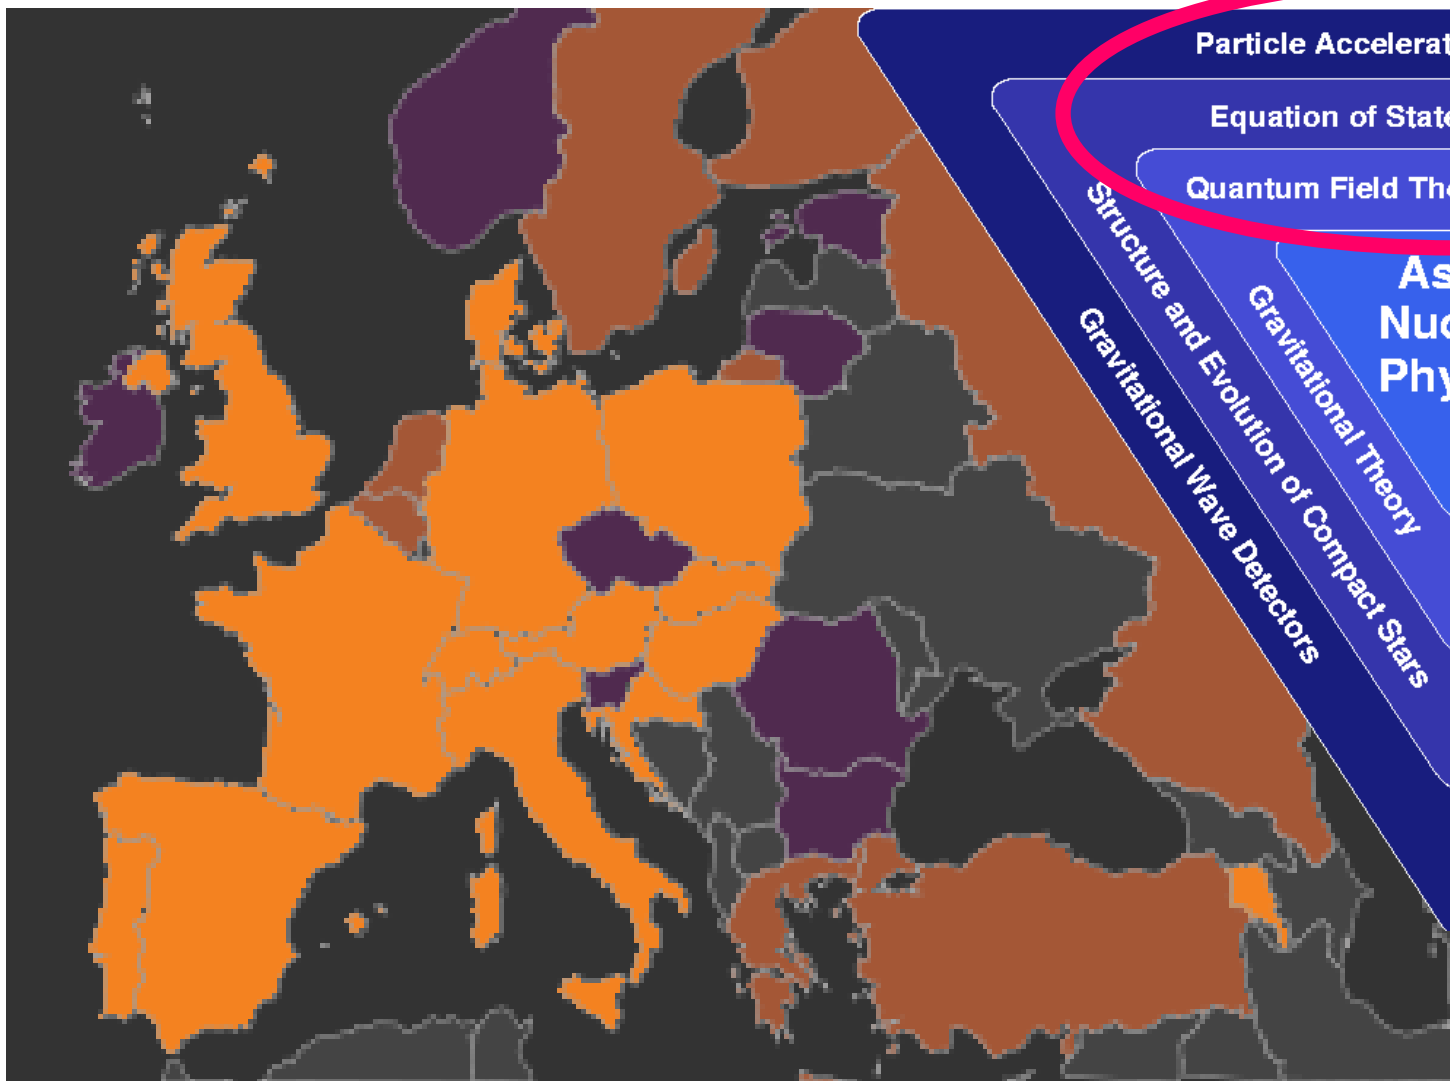 Particle Accelerat
Equation of State
Quantum Field The
As
Nuc
Phy
Gravitational Theory
Structure and Evolution of Compact Stars
Gravitational Wave Detectors